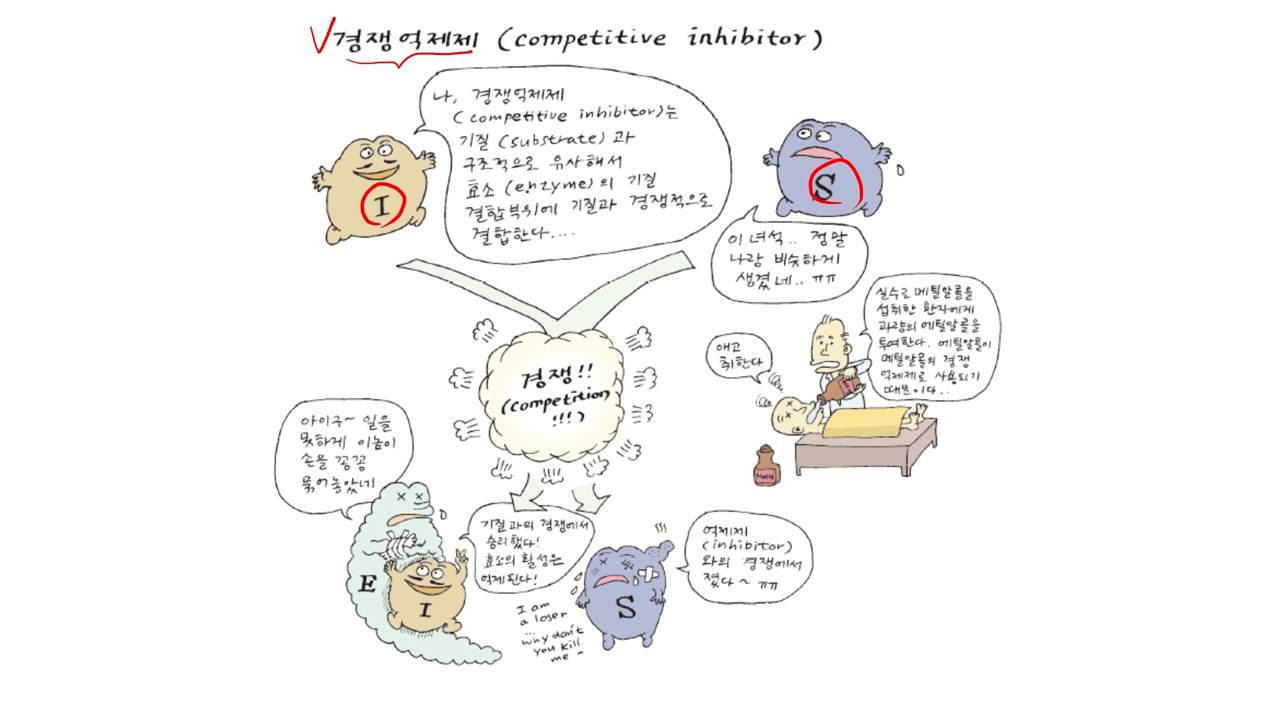 경쟁억제제 (competitive inhibitor)
나, 경쟁억제제
(competitive inhibitor)는
기질 (substrate) 과
구조적으로 유사해서
효소 (enzyme) 의 기질
결합부위에 기질과 경쟁적으로
결합한다....
I
S
이 녀석.. 정말
나랑 비슷하게
생겼네.. ㅠㅠ
실수로 메틸알콜을
섭취한 환자에게
과량의 에틸알콜을
투여한다. 에틸알콜이
메틸알콜의 경쟁
억제제로 사용되기
때문이다..
애고
취한다
경쟁!!
(competition
!!!)
아이구~ 일을
못하게 이놈이
손을 꽁꽁
묶어놓았네
기질과의 경쟁에서
승리했다!
효소의 활성은
억제된다!
억제제
(inhibitor)
와의 경쟁에서
졌다~ ㅠㅠ
E
I
S
I am
a loser
...
why don't
you kill
me~